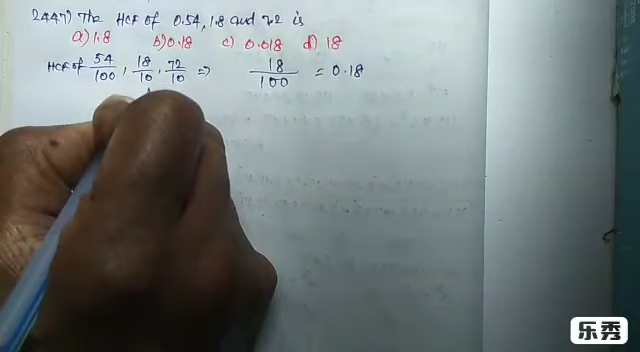 2447) The HCF of 0.54, 1.8 and 7.2 is
a) 1.8 b) 0.18 c) 0.018 d) 18
HCF of 54/100, 18/10, 72/10 => 18/100 = 0.18
乐秀